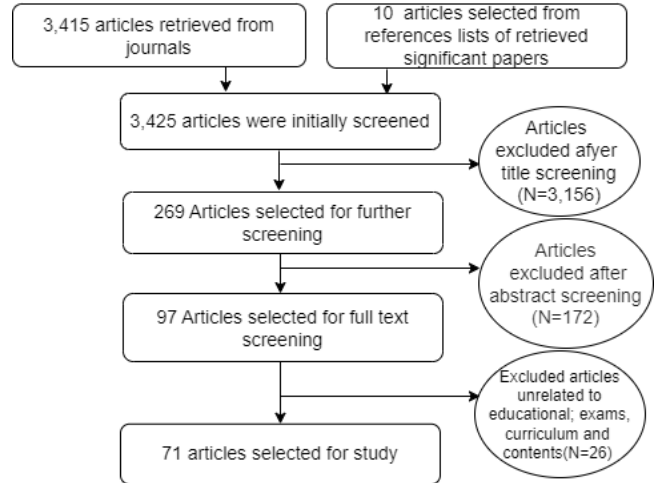 3,415 articles retrieved from
journals
10 articles selected from
references lists of retrieved
significant papers
3,425 articles were initially screened
Articles
excluded afyer
title screening
(N=3,156)
269 Articles selected for further
screening
Articles
excluded after
abstract screening
(N=172)
97 Articles selected for full text
screening
Excluded articles
unrelated to
educational; exams,
curriculum and
contents(N=26)
71 articles selected for study